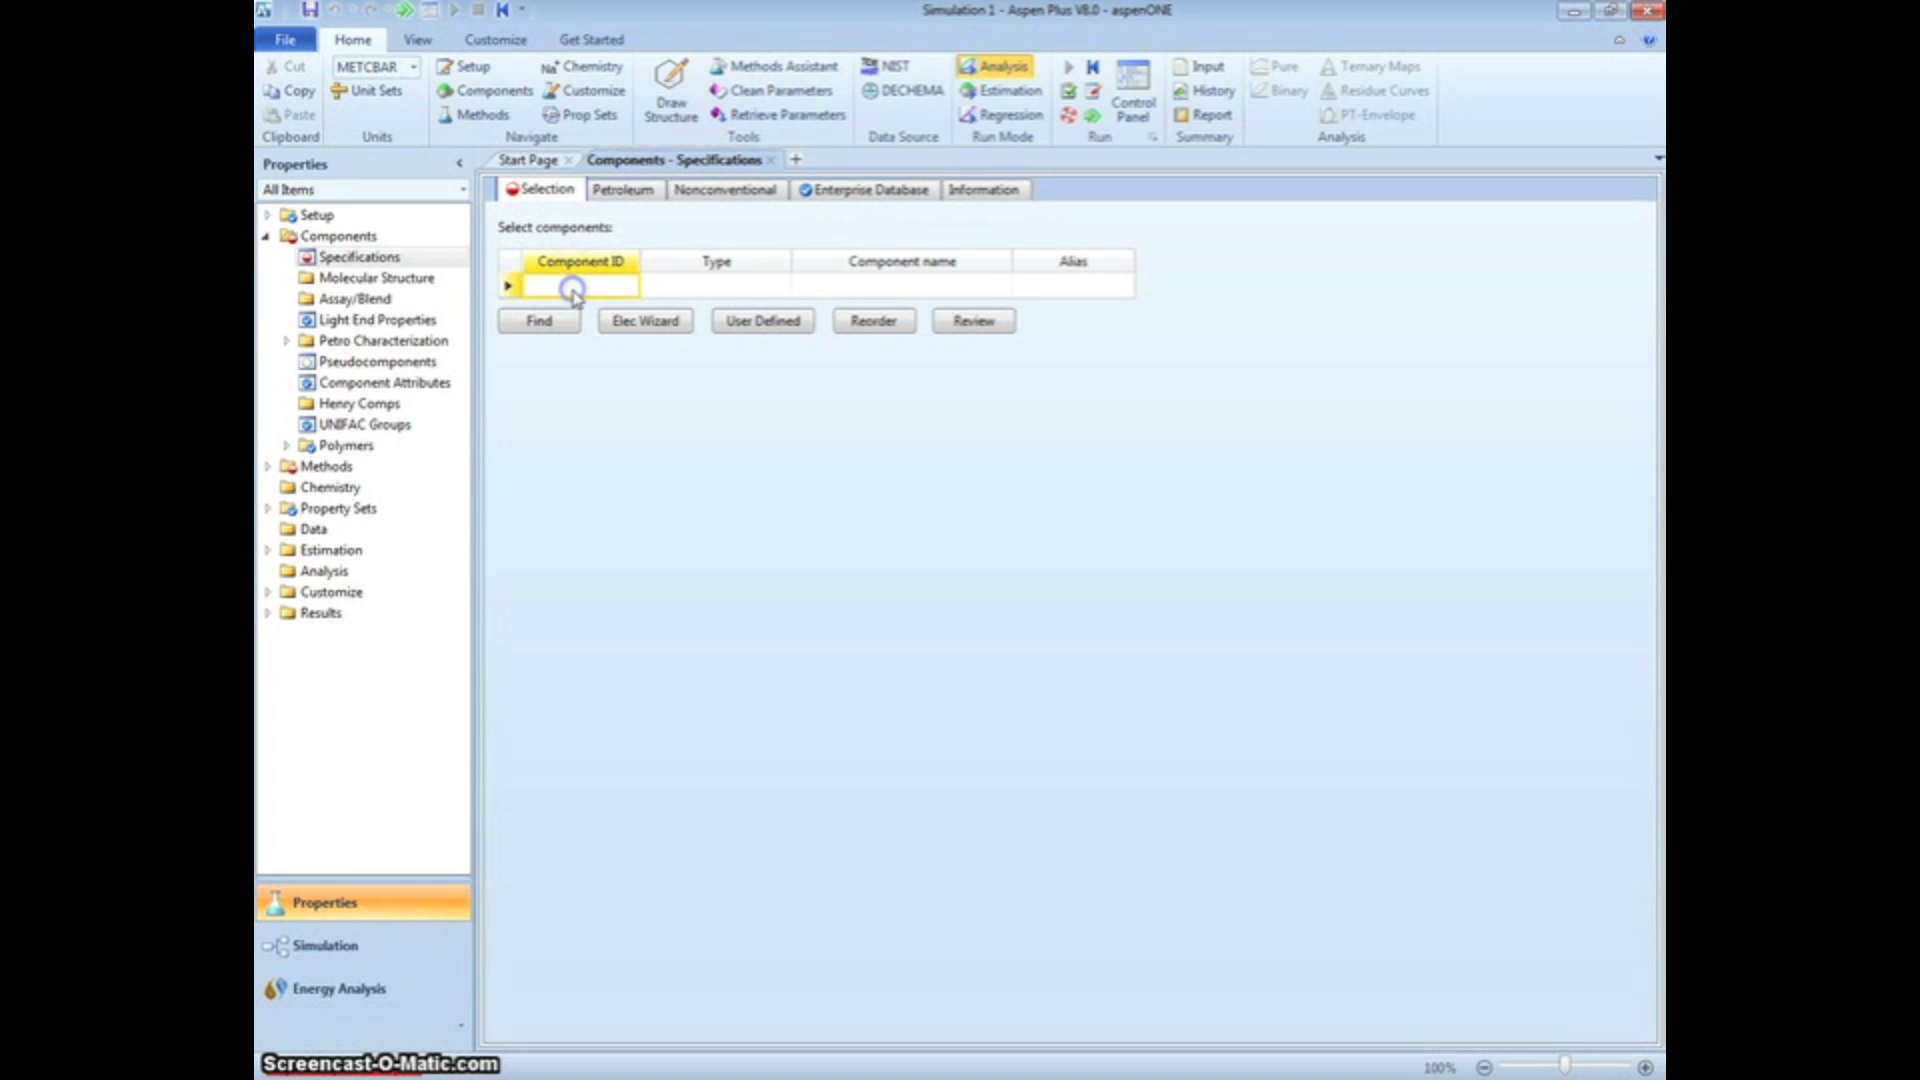 Simulation 1 - Aspen Plus V8.0 - aspenONE
File Home View Customize Get Started
Cut METCBAR Setup Chemistry Methods Assistant NIST Analysis Input Pure Ternary Maps
Copy Unit Sets Components Customize Clean Parameters DECHEMA Estimation History Binary Residue Curves
Paste Methods Prop Sets Draw Structure Retrieve Parameters Regression Control Panel Report PT-Envelope
Clipboard Units Navigate Tools Data Source Run Mode Run Summary Analysis
Properties Start Page Components - Specifications
All Items Selection Petroleum Nonconventional Enterprise Database Information
Setup
Components
Specifications
Molecular Structure
Assay/Blend
Light End Properties
Petro Characterization
Pseudocomponents
Component Attributes
Henry Comps
UNIFAC Groups
Polymers
Methods
Chemistry
Property Sets
Data
Estimation
Analysis
Customize
Results
Select components:
Component ID Type Component name Alias
Find Elec Wizard User Defined Reorder Review
Properties
Simulation
Energy Analysis
Screencast-O-Matic.com
100%